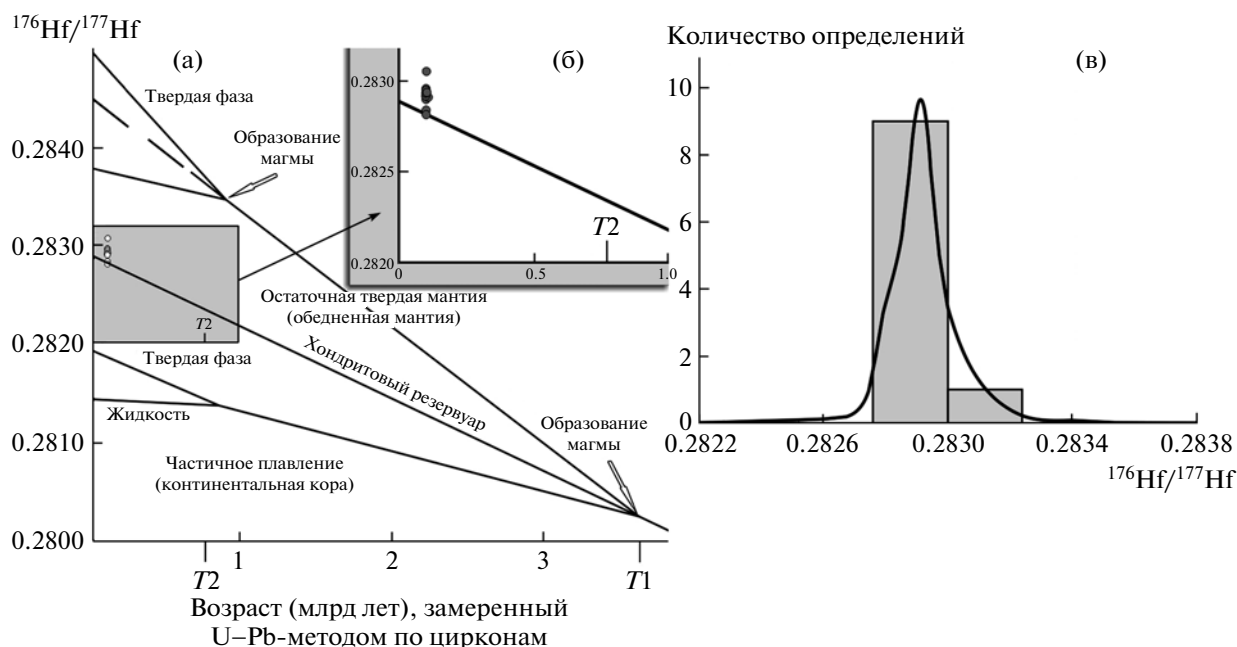 ¹⁷⁶Hf/¹⁷⁷Hf
(а)
0.2840
0.2830
0.2820
0.2810
0.2800
Твердая фаза
Образование
магмы
Остаточная твердая мантия
(обедненная мантия)
T2
Твердая фаза
Хондритовый резервуар
Жидкость
Образование
магмы
Частичное плавление
(континентальная кора)
1
2
3
T2
T1
Возраст (млрд лет), замеренный
U–Pb-методом по цирконам
(б)
0.2830
0.2825
0.2820
T2
0
0.5
1.0
Количество определений
(в)
10
8
6
4
2
0
0.2822
0.2826
0.2830
0.2834
0.2838
¹⁷⁶Hf/¹⁷⁷Hf